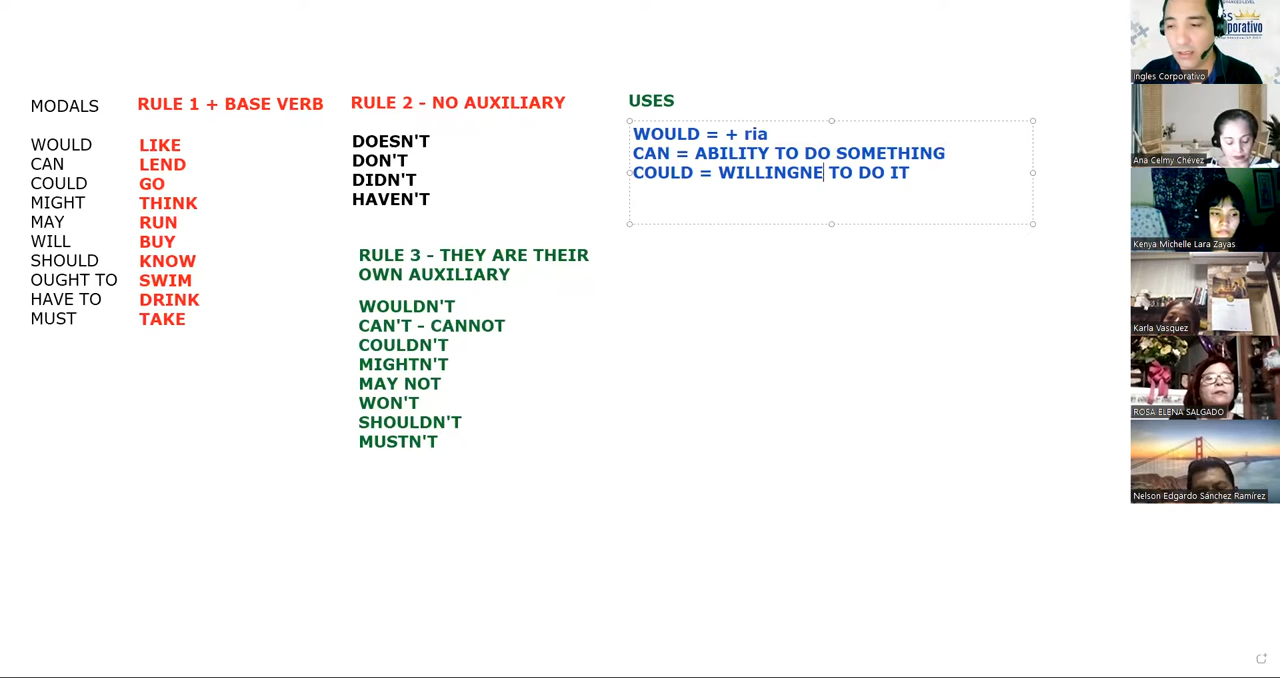 MODALS
WOULD
CAN
COULD
MIGHT
MAY
WILL
SHOULD
OUGHT TO
HAVE TO
MUST
RULE 1 + BASE VERB
LIKE
LEND
GO
THINK
RUN
BUY
KNOW
SWIM
DRINK
TAKE
RULE 2 - NO AUXILIARY
DOESN'T
DON'T
DIDN'T
HAVEN'T
RULE 3 - THEY ARE THEIR
OWN AUXILIARY
WOULDN'T
CAN'T - CANNOT
COULDN'T
MIGHTN'T
MAY NOT
WON'T
SHOULDN'T
MUSTN'T
USES
WOULD = + ria
CAN = ABILITY TO DO SOMETHING
COULD = WILLINGNE TO DO IT
Ingles Corporativo
Ana Celmy Chévez
Kenya Michelle Lara Zayas
Karla Vasquez
ROSA ELENA SALGADO
Nelson Edgardo Sánchez Ramírez